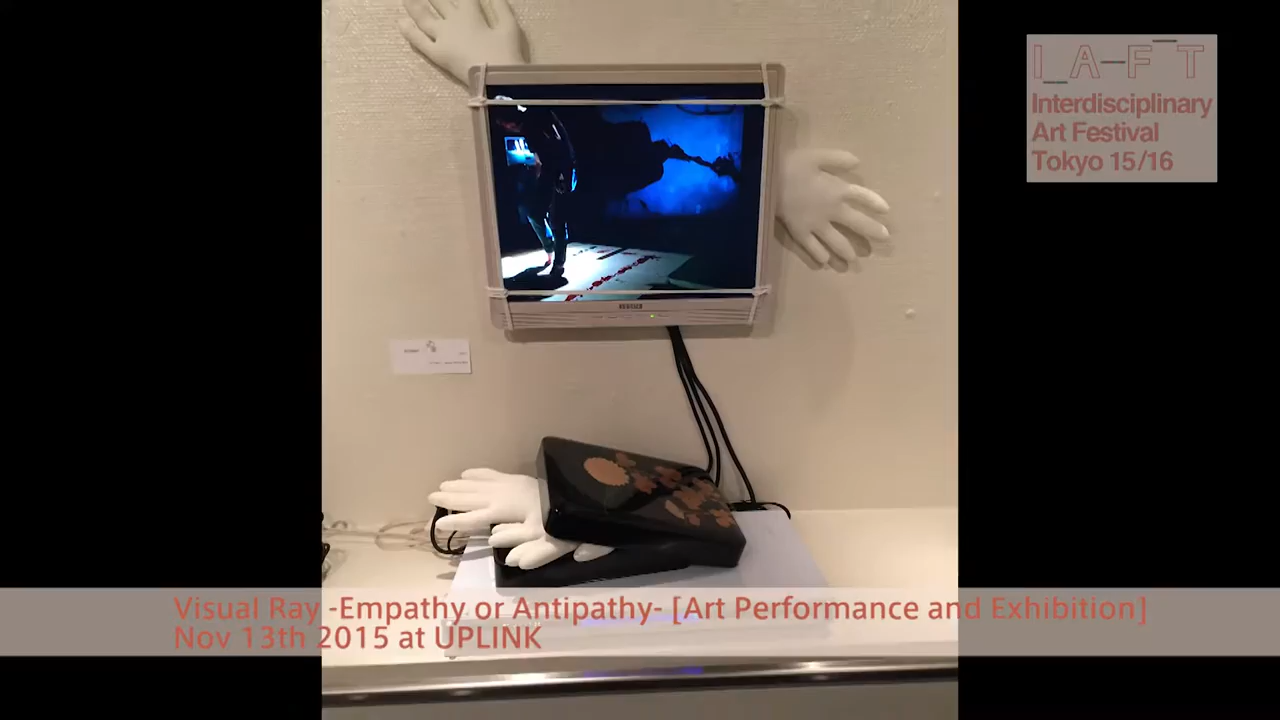 I_A—F T
Interdisciplinary
Art Festival
Tokyo 15/16
Visual Ray -Empathy or Antipathy- [Art Performance and Exhibition]
Nov 13th 2015 at UPLINK